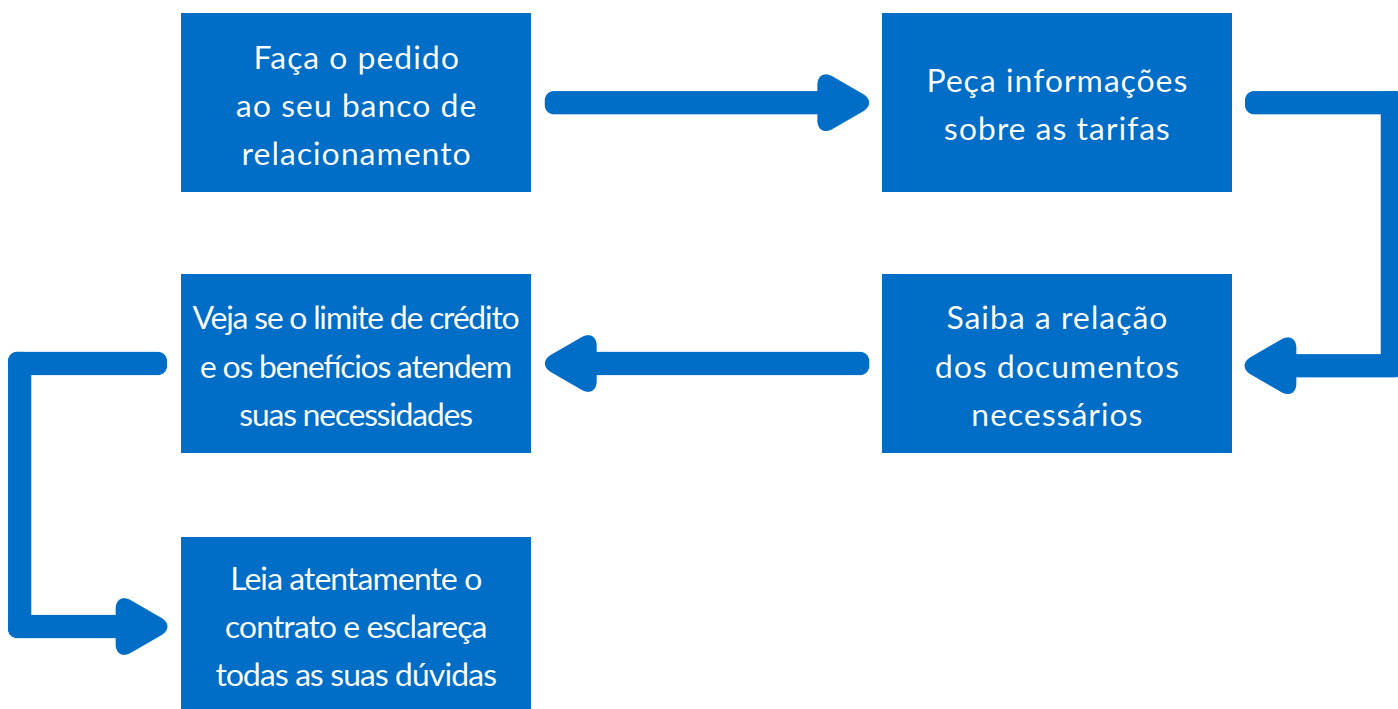 Faça o pedido
ao seu banco de
relacionamento
Peça informações
sobre as tarifas
Saiba a relação
dos documentos
necessários
Veja se o limite de crédito
e os benefícios atendem
suas necessidades
Leia atentamente o
contrato e esclareça
todas as suas dúvidas